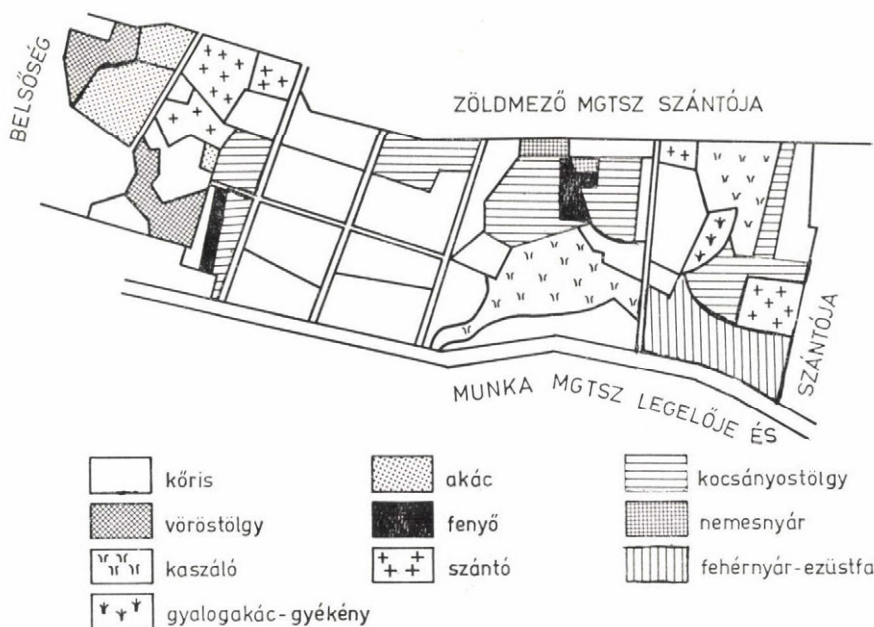 BELSŐSÉG
ZÖLDMEZŐ MGTSZ SZÁNTÓJA
MUNKA MGTSZ LEGELŐJE ÉS
SZÁNTÓJA
kőris
akác
kocsányostölgy
vöröstölgy
fenyő
nemesnyár
kaszáló
szántó
fehérnyár-ezüstfa
gyalogakác-gyékény